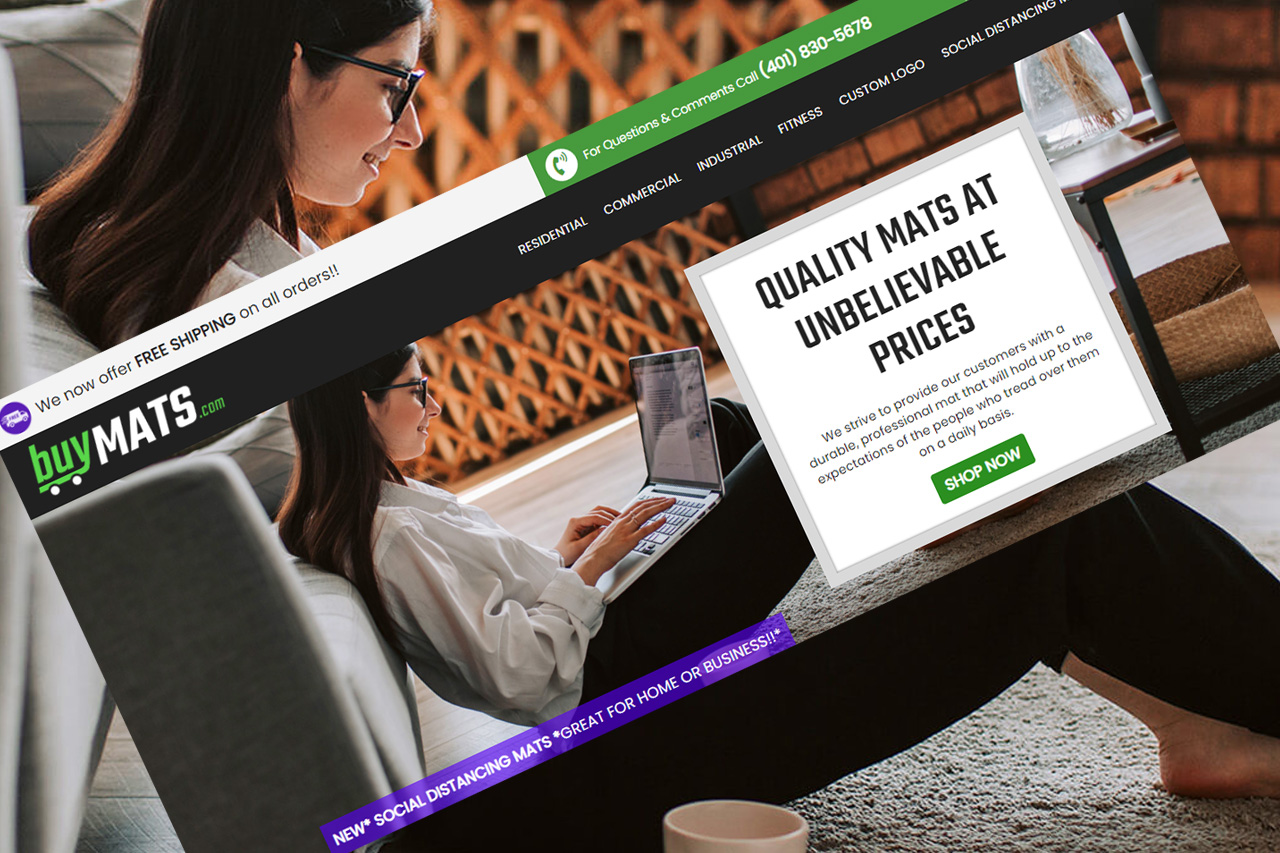 We now offer FREE SHIPPING on all orders!!
For Questions & Comments Call (401) 830-5678
buyMATS.com
RESIDENTIAL COMMERCIAL INDUSTRIAL FITNESS CUSTOM LOGO SOCIAL DISTANCING
QUALITY MATS AT
UNBELIEVABLE
PRICES
We strive to provide our customers with a
durable, professional mat that will hold up to the
expectations of the people who tread over them
on a daily basis.
SHOP NOW
NEW* SOCIAL DISTANCING MATS *GREAT FOR HOME OR BUSINESS!!*